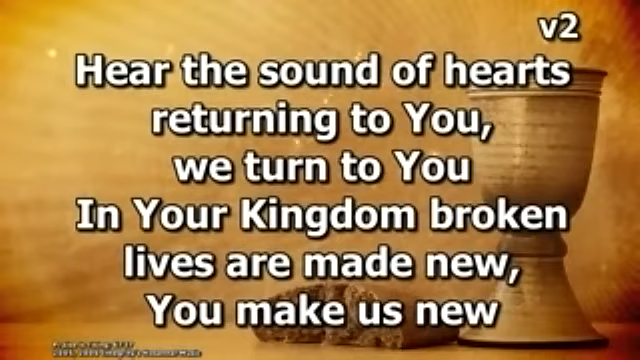 v2
Hear the sound of hearts
returning to You,
we turn to You
In Your Kingdom broken
lives are made new,
You make us new